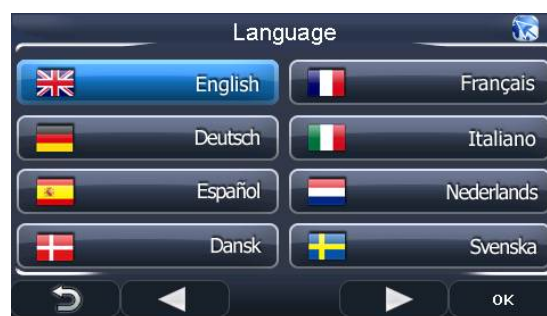 Language
English
Français
Deutsch
Italiano
Español
Nederlands
Dansk
Svenska
OK